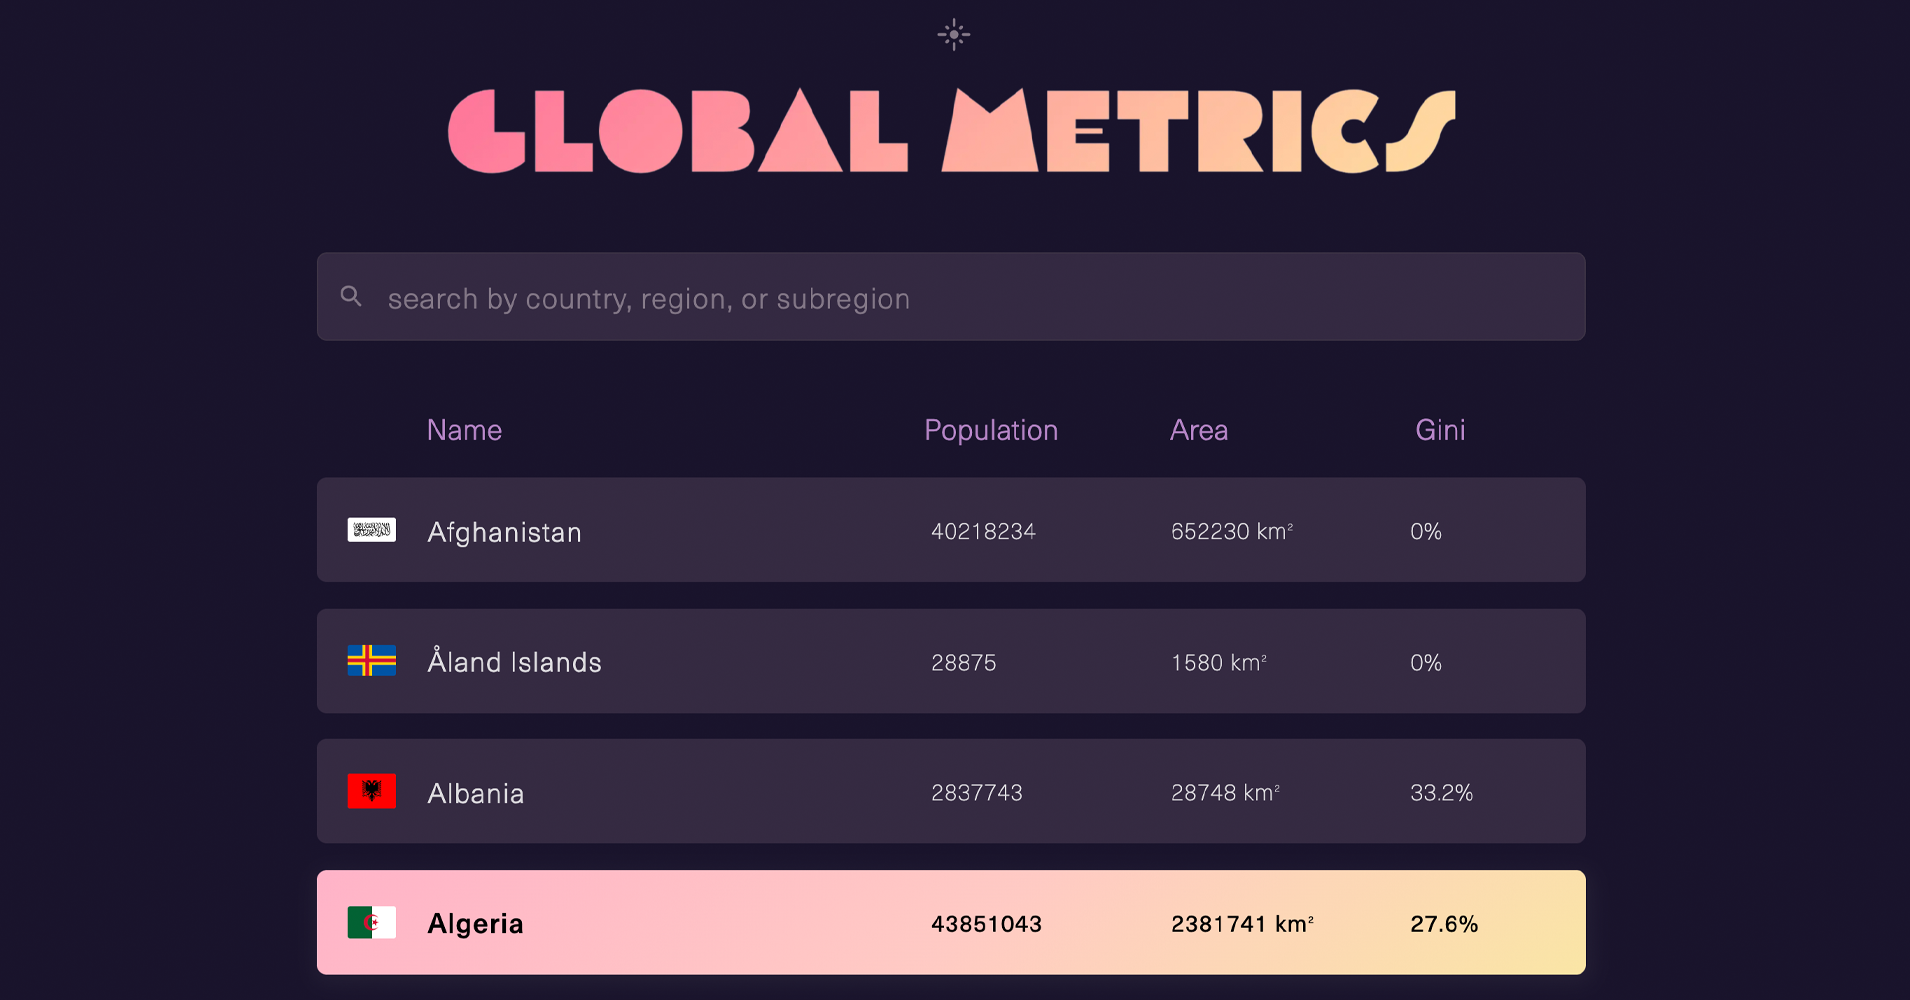 GLOBAL METRICS
search by country, region, or subregion
Name Population Area Gini
Afghanistan 40218234 652230 km² 0%
Åland Islands 28875 1580 km² 0%
Albania 2837743 28748 km² 33.2%
Algeria 43851043 2381741 km² 27.6%